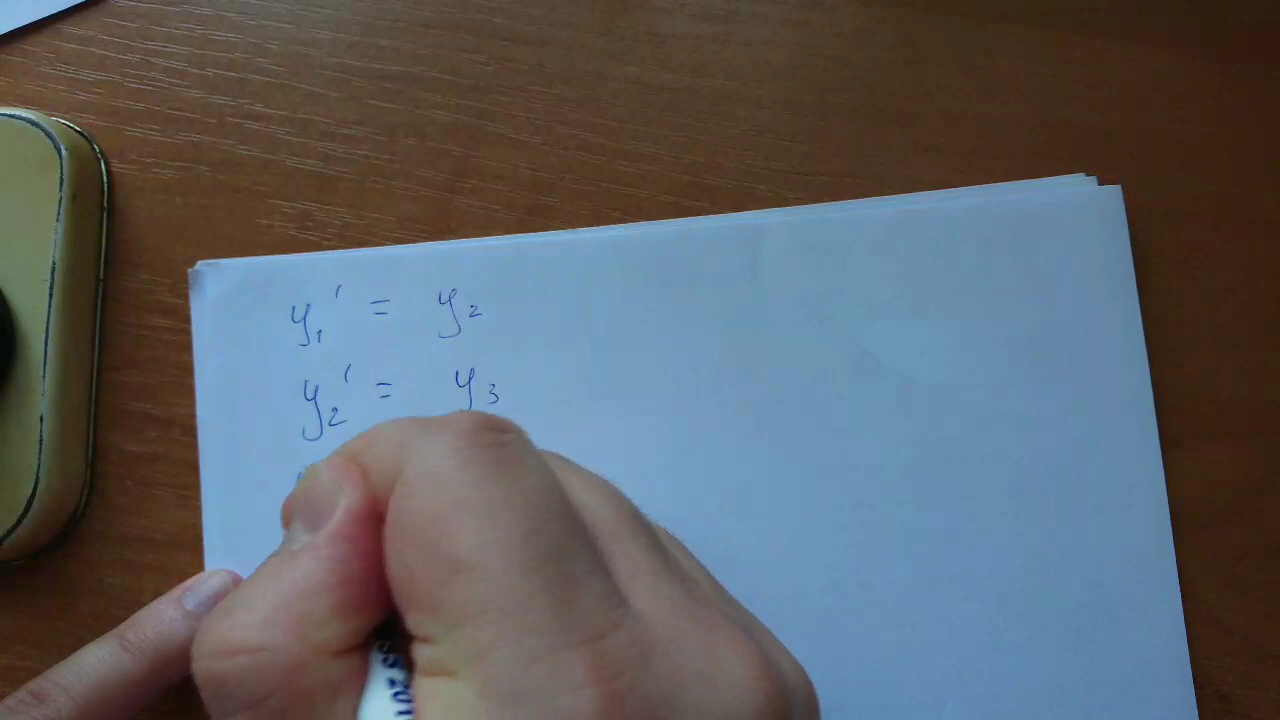 y₁' = y₂
y₂' = y₃